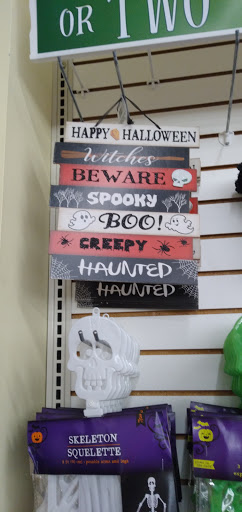 OR TWO
HAPPY HALLOWEEN
Witches
BEWARE
SPOOKY
BOO!
CREEPY
HAUNTED
HAUNTED
SKELETON
SQUELETTE